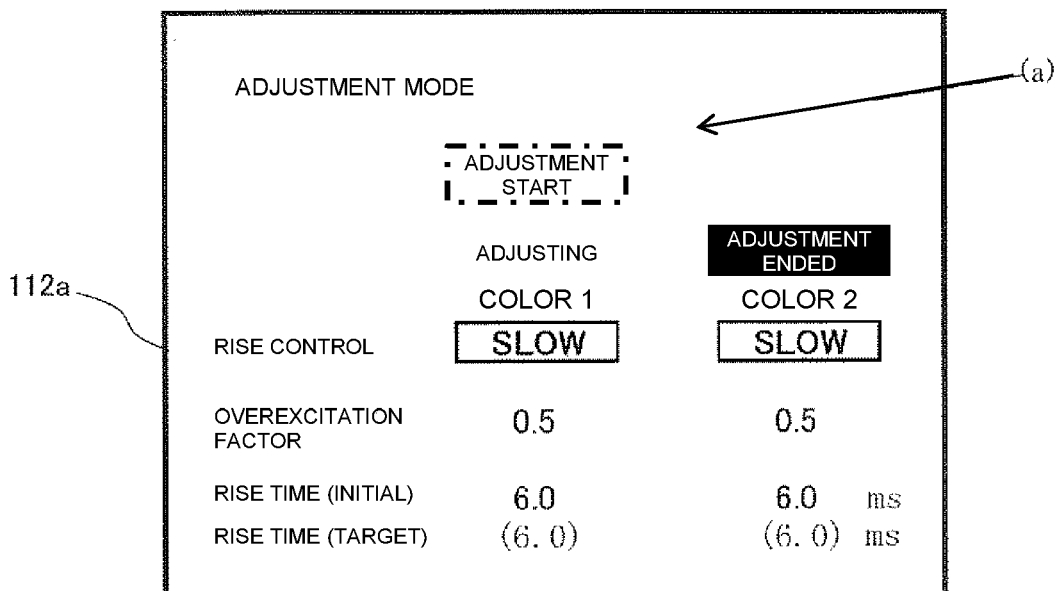 (a)
ADJUSTMENT MODE
ADJUSTMENT
START
ADJUSTING
ADJUSTMENT
ENDED
112a
COLOR 1 COLOR 2
RISE CONTROL SLOW SLOW
OVEREXCITATION
FACTOR
0.5 0.5
RISE TIME (INITIAL) 6.0 6.0 ms
RISE TIME (TARGET) (6.0) (6.0) ms